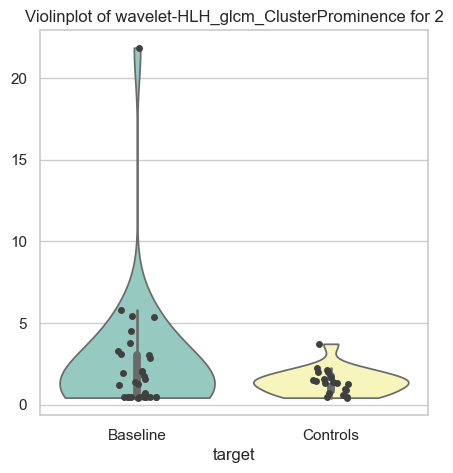 Violinplot of wavelet-HLH_glcm_ClusterProminence for 2
20
15
10
5
0
Baseline Controls
target